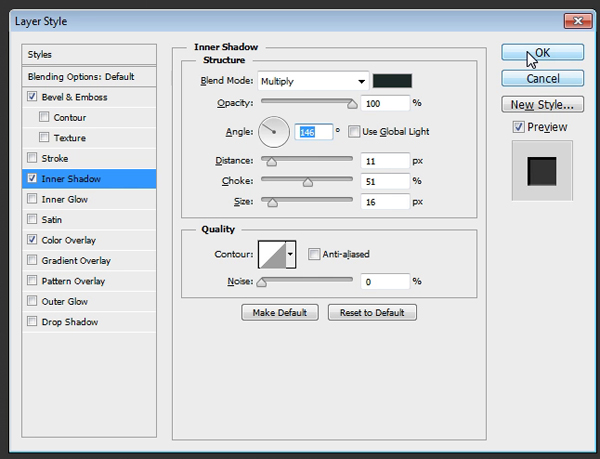 Layer Style
Styles
Blending Options: Default
Bevel & Emboss
Contour
Texture
Stroke
Inner Shadow
Inner Glow
Satin
Color Overlay
Gradient Overlay
Pattern Overlay
Outer Glow
Drop Shadow
Inner Shadow
Structure
Blend Mode: Multiply
Opacity: 100 %
Angle: 146 ° Use Global Light
Distance: 11 px
Choke: 51 %
Size: 16 px
Quality
Contour: Anti-aliased
Noise: 0 %
Make Default Reset to Default
OK
Cancel
New Style...
Preview